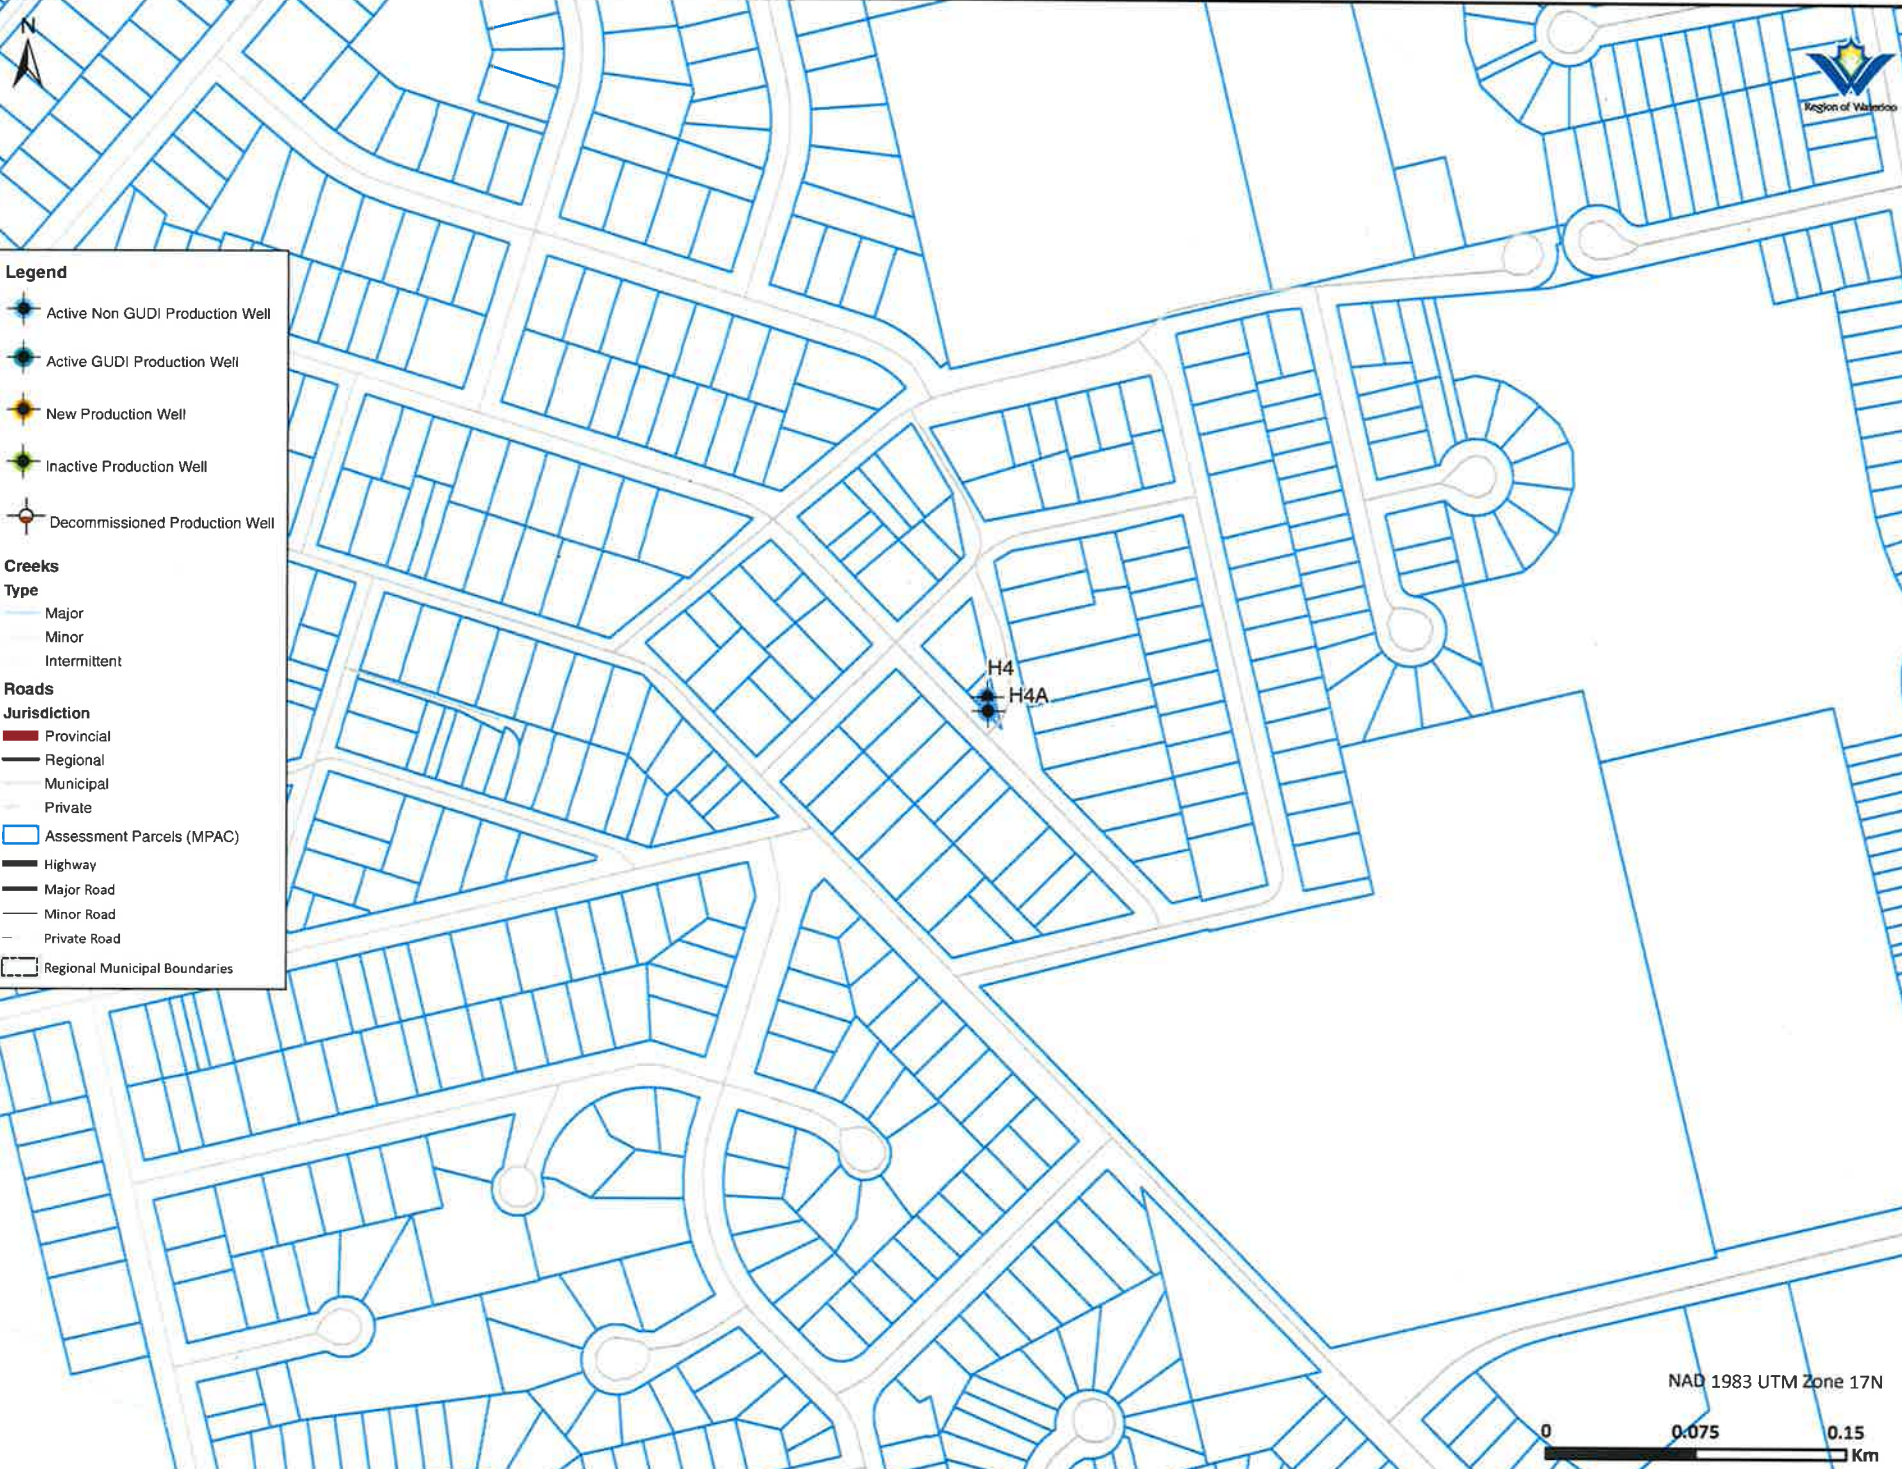 N
Region of Waterloo
Legend
Active Non GUDI Production Well
Active GUDI Production Well
New Production Well
Inactive Production Well
Decommissioned Production Well
Creeks
Type
Major
Minor
Intermittent
Roads
Jurisdiction
Provincial
Regional
Municipal
Private
Assessment Parcels (MPAC)
Highway
Major Road
Minor Road
Private Road
Regional Municipal Boundaries
H4
H4A
NAD 1983 UTM Zone 17N
0 0.075 0.15
Km